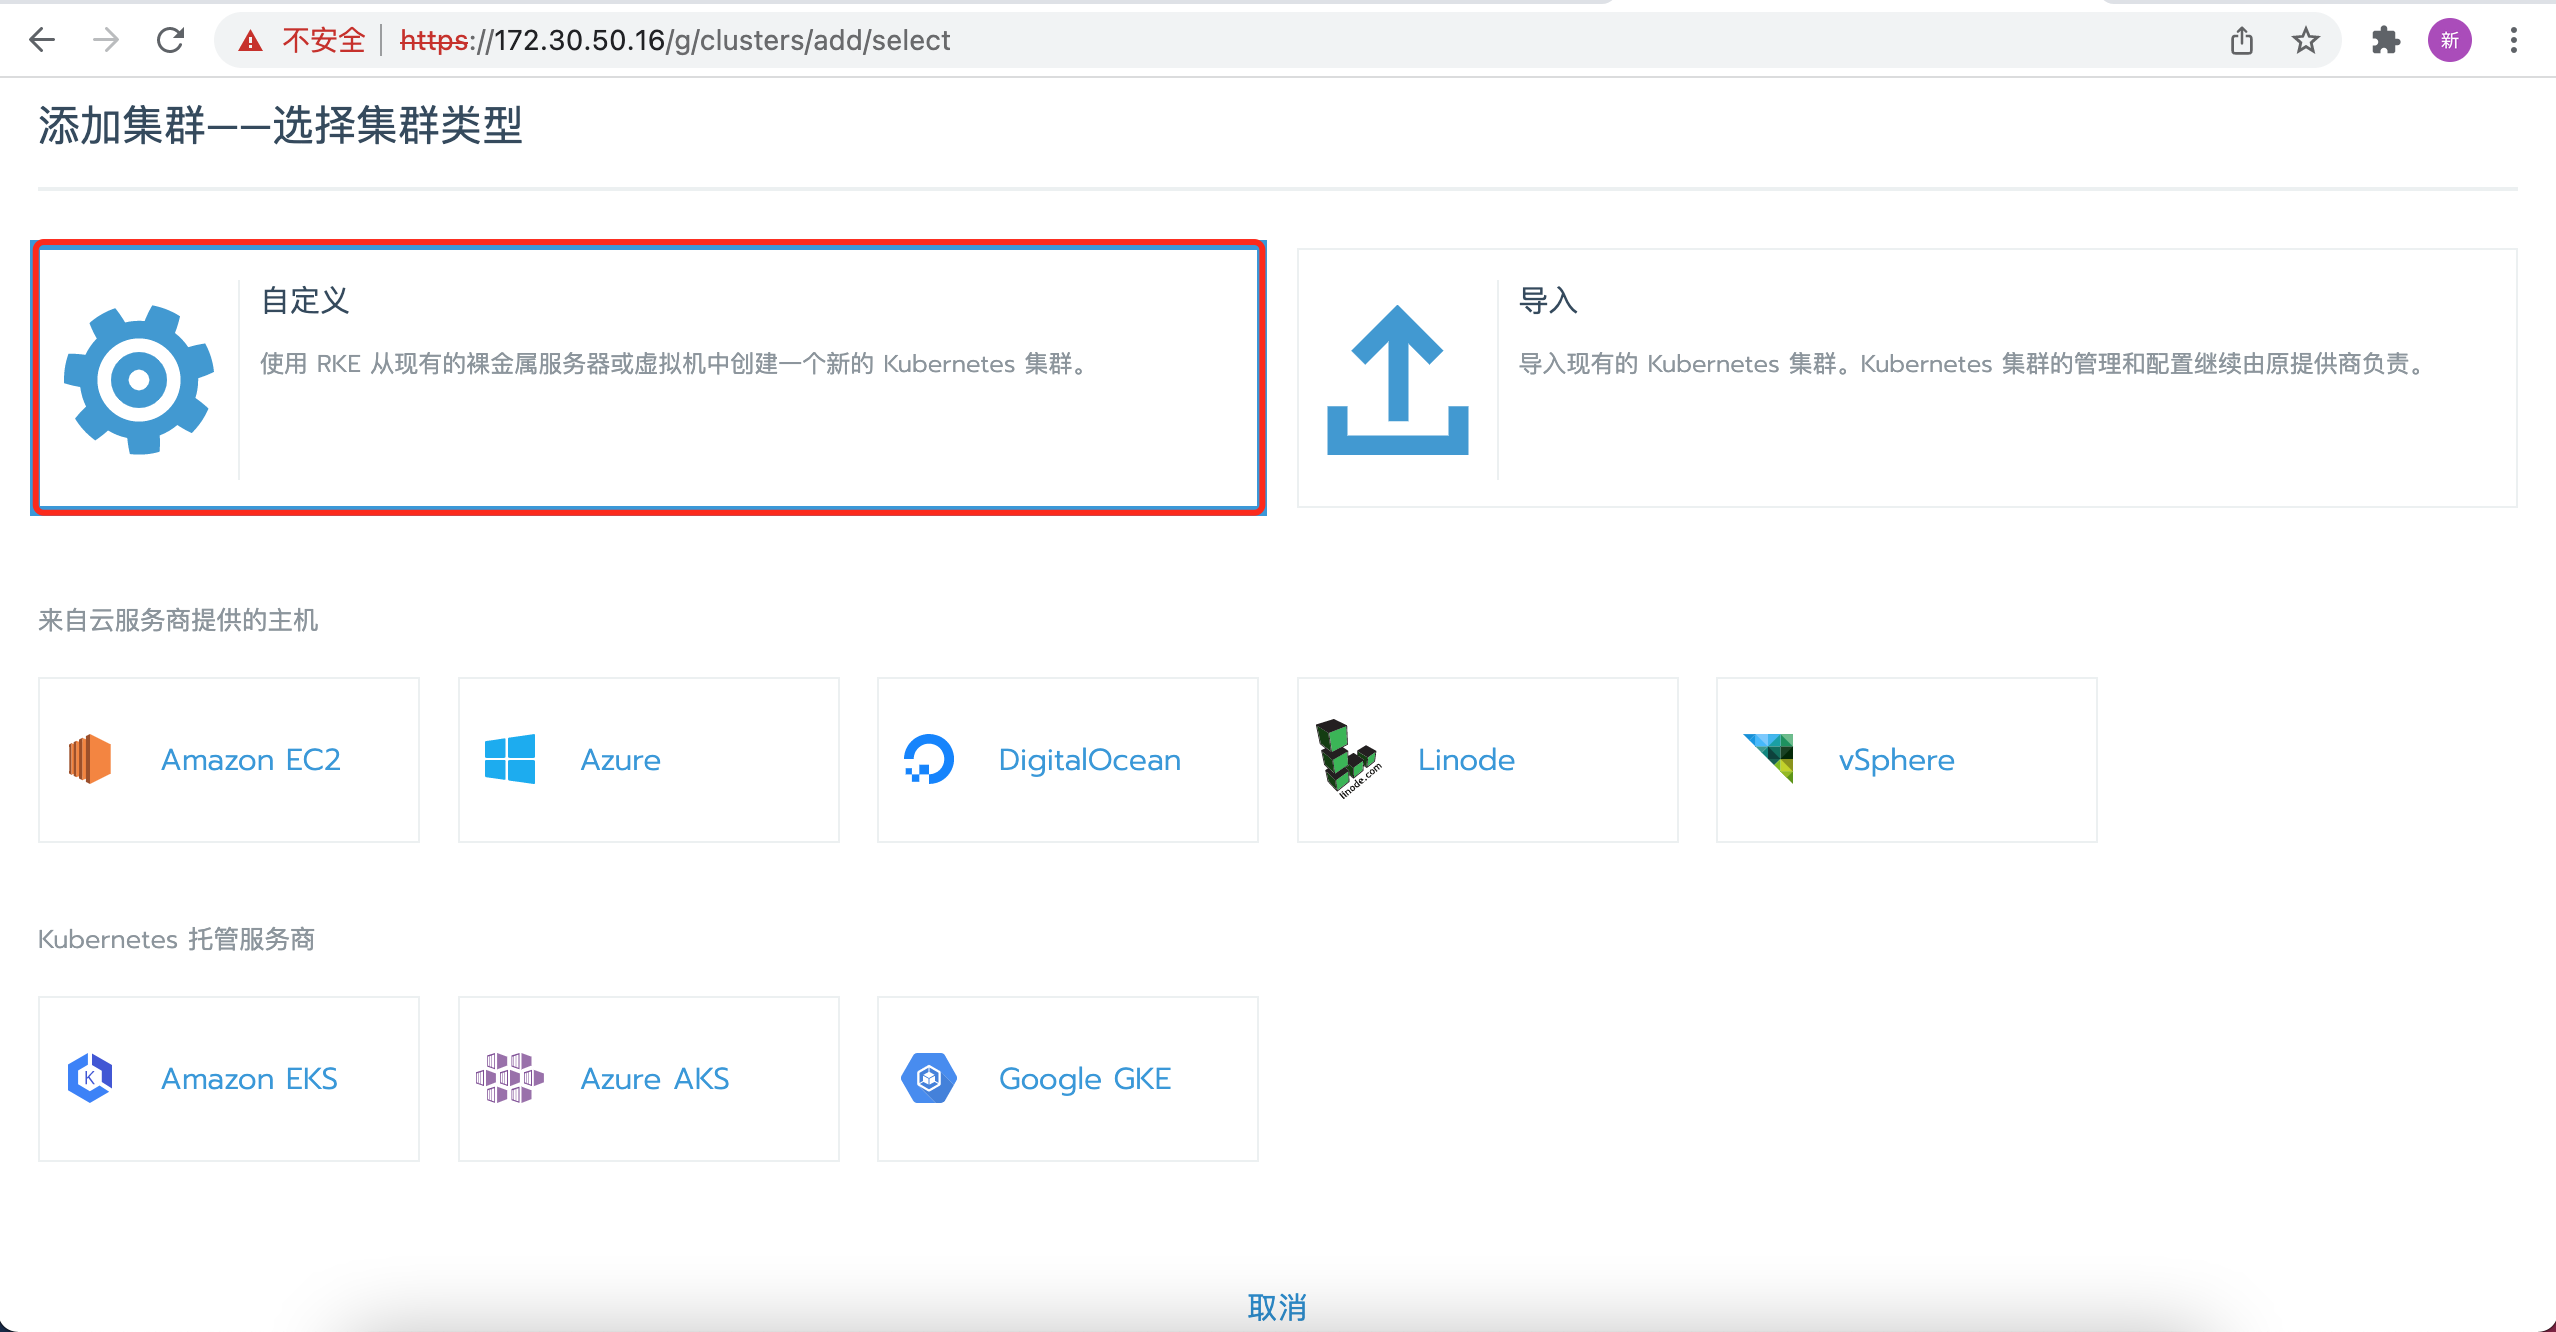 不安全 https://172.30.50.16/g/clusters/add/select 新
添加集群——选择集群类型
自定义
使用 RKE 从现有的裸金属服务器或虚拟机中创建一个新的 Kubernetes 集群。
导入
导入现有的 Kubernetes 集群。Kubernetes 集群的管理和配置继续由原提供商负责。
来自云服务商提供的主机
Amazon EC2
Azure
DigitalOcean
linode.com
Linode
vSphere
Kubernetes 托管服务商
K
Amazon EKS
Azure AKS
Google GKE
取消